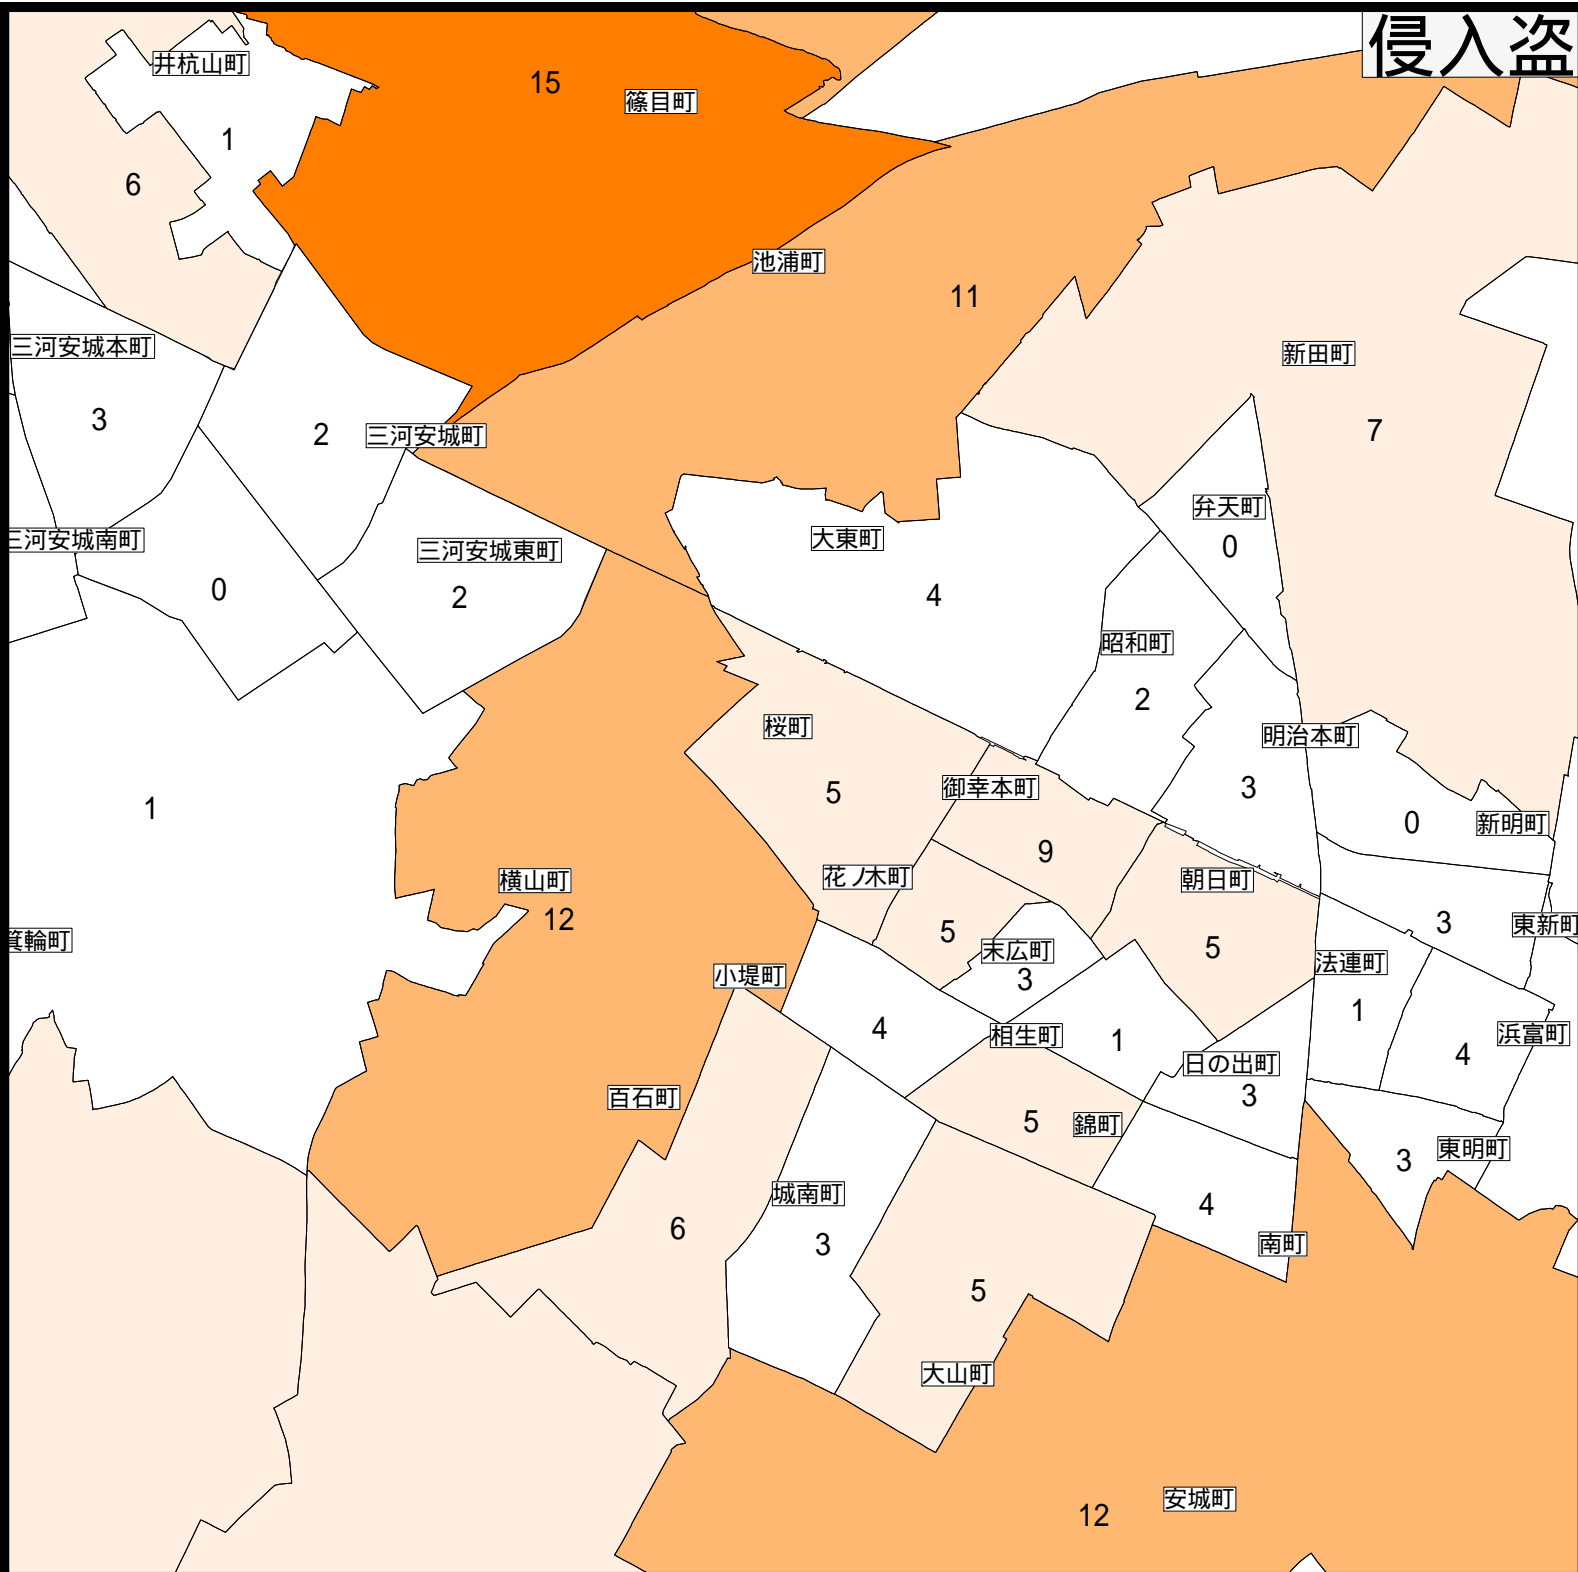 侵入盗
井杭山町
15
篠目町
1
6
池浦町
11
三河安城本町
新田町
3
2
三河安城町
7
弁天町
三河安城南町
大東町
0
三河安城東町
0
2
4
昭和町
2
桜町
明治本町
御幸本町
5
3
1
0
新明町
9
花ノ木町
横山町
朝日町
12
5
3
東新町
箕輪町
末広町
5
法連町
小堤町
3
1
4
相生町
1
浜富町
4
日の出町
百石町
3
5
錦町
東明町
3
城南町
4
6
3
南町
5
大山町
安城町
12